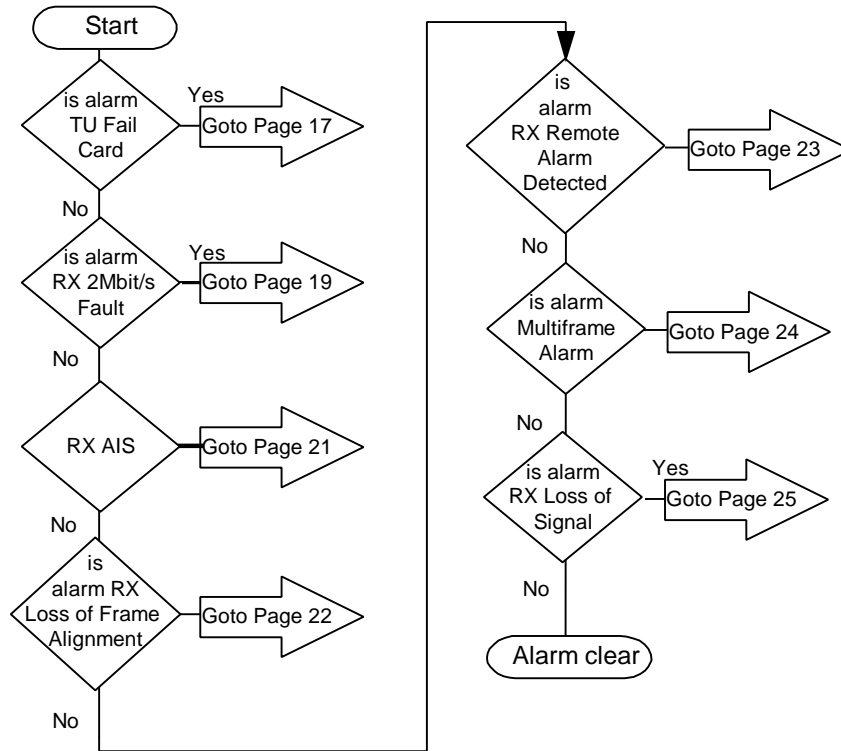 Start
is alarm
TU Fail
Card
Yes
Goto Page 17
No
is alarm
RX 2Mbit/s
Fault
Yes
Goto Page 19
No
RX AIS
Goto Page 21
No
is
alarm RX
Loss of Frame
Alignment
Goto Page 22
No
is
alarm
RX Remote
Alarm
Detected
Goto Page 23
No
is alarm
Multiframe
Alarm
Goto Page 24
No
is alarm
RX Loss of
Signal
Yes
Goto Page 25
No
Alarm clear